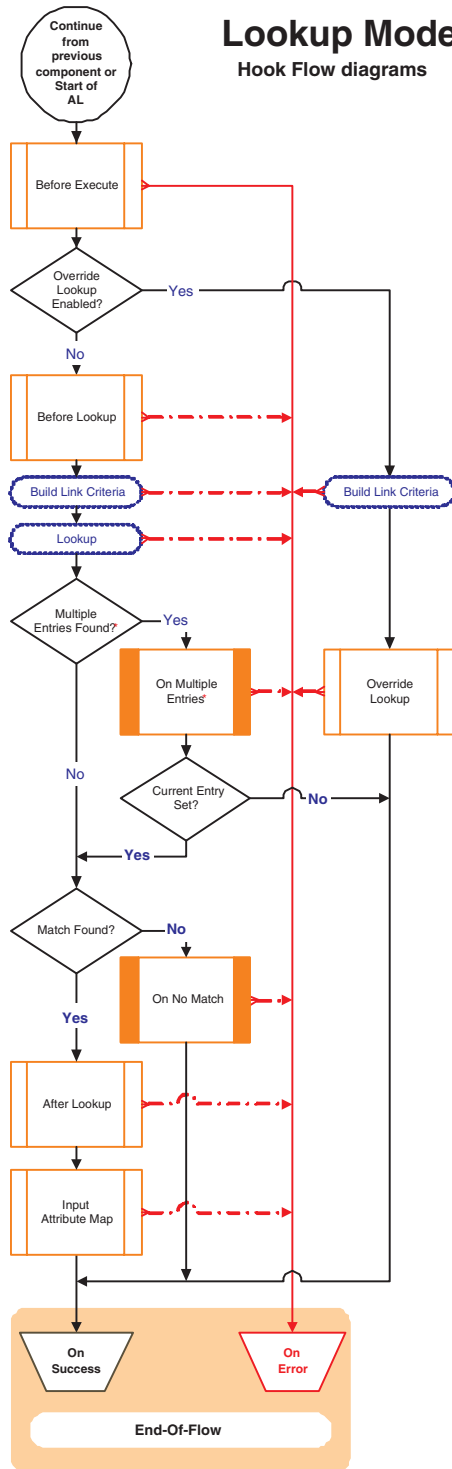 Lookup Mode
Hook Flow diagrams
Continue
from
previous
component or
Start of
AL
Before Execute
Override
Lookup
Enabled?
Yes
No
Before Lookup
Build Link Criteria
Build Link Criteria
Lookup
Multiple
Entries Found?*
Yes
On Multiple
Entries*
Override
Lookup
No
Current Entry
Set?
No
Yes
Match Found?
No
On No Match
Yes
After Lookup
Input
Attribute Map
On
Success
On
Error
End-Of-Flow